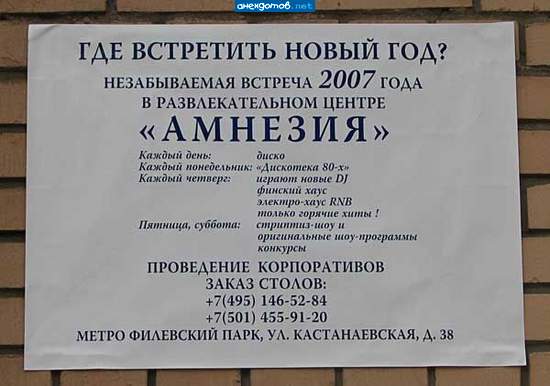 анекдотов.net
ГДЕ ВСТРЕТИТЬ НОВЫЙ ГОД?
НЕЗАБЫВАЕМАЯ ВСТРЕЧА 2007 ГОДА
В РАЗВЛЕКАТЕЛЬНОМ ЦЕНТРЕ
«АМНЕЗИЯ»
Каждый день: диско
Каждый понедельник: «Дискотека 80-х»
Каждый четверг: играют новые DJ
финский хаус
электро-хаус RNB
только горячие хиты !
Пятница, суббота: стриптиз-шоу и
оригинальные шоу-программы
конкурсы
ПРОВЕДЕНИЕ КОРПОРАТИВОВ
ЗАКАЗ СТОЛОВ:
+7(495) 146-52-84
+7(501) 455-91-20
МЕТРО ФИЛЕВСКИЙ ПАРК, УЛ. КАСТАНАЕВСКАЯ, Д. 38